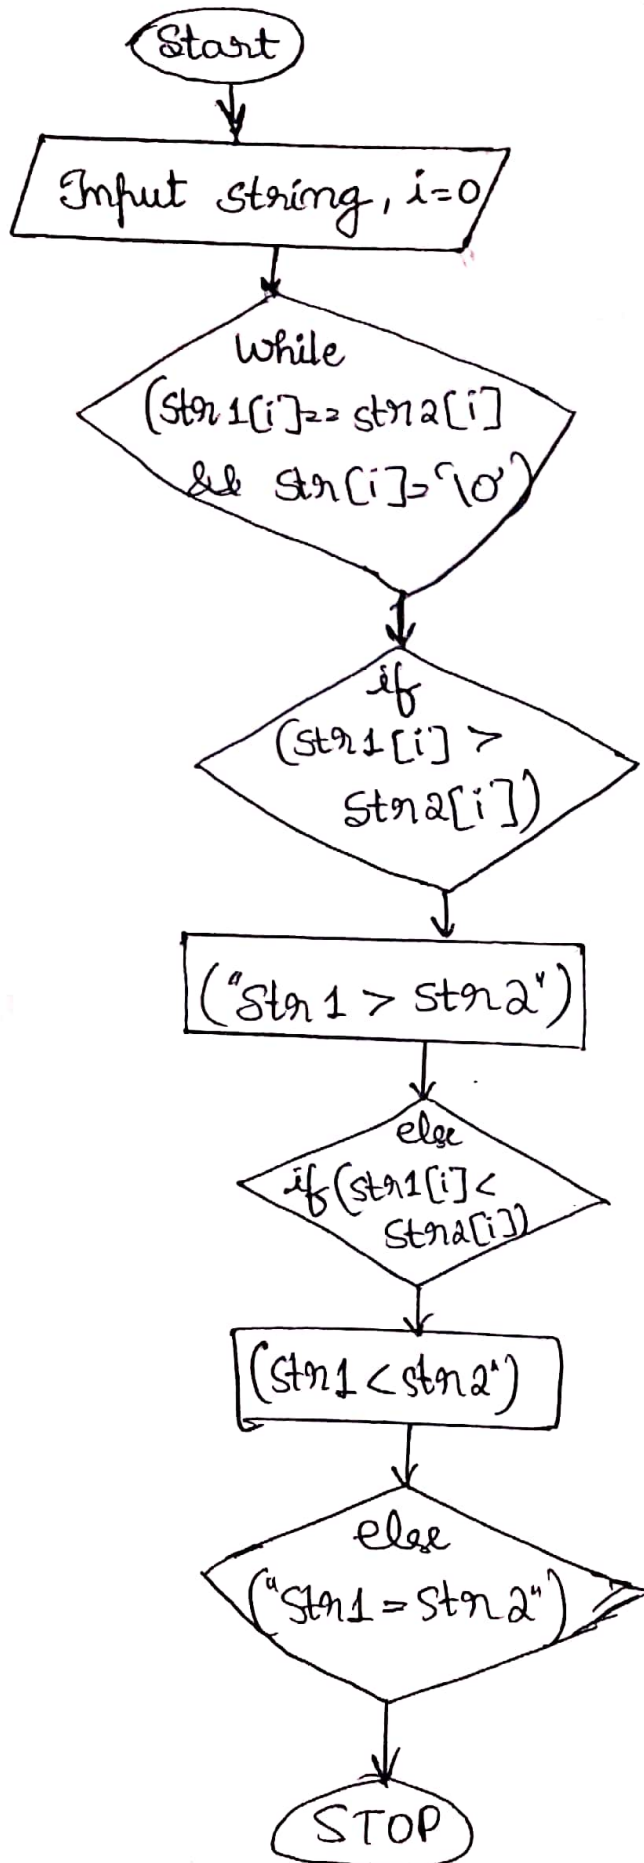 Start
Input string, i=0
While
(Str1[i]== str2[i]
&& Str[i]='\0')
if
(Str1[i] >
Str2[i])
("Str1 > Str2")
else
if(str1[i]<
Str2[i])
(Str1<str2")
else
("Str1 = Str2")
STOP